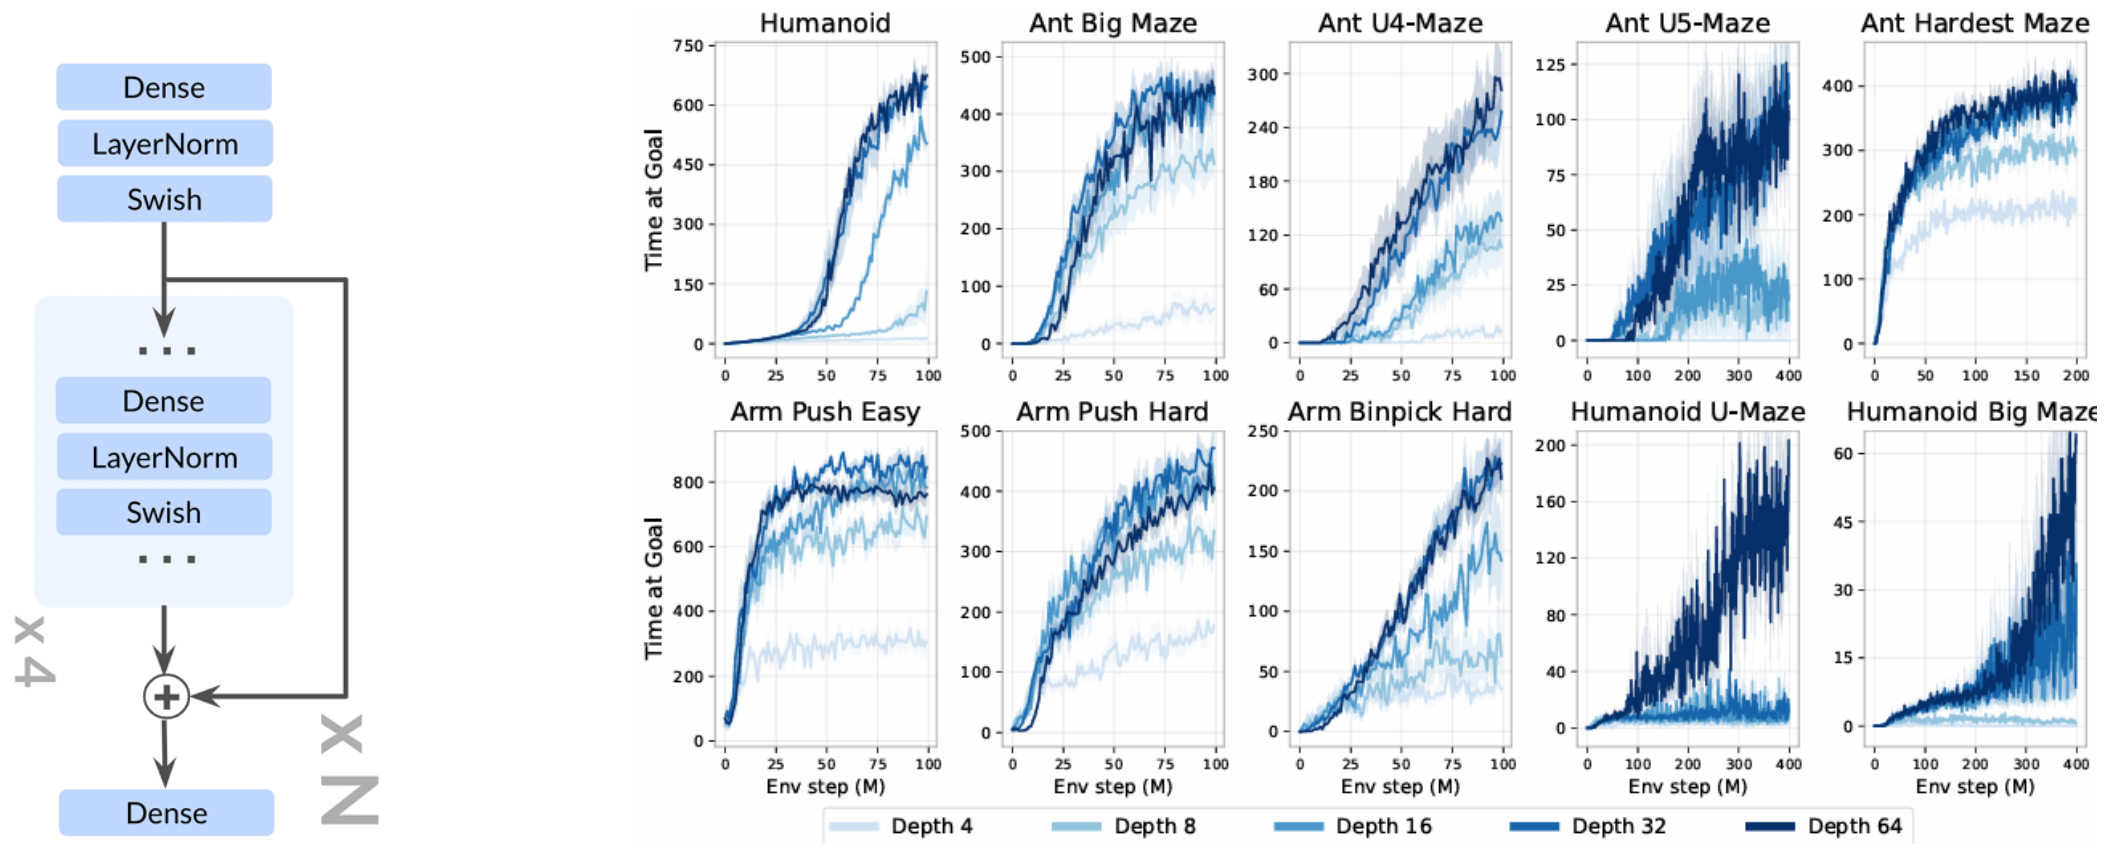 Dense
LayerNorm
Swish
...
Dense
LayerNorm
Swish
...
x 4
+
x N
Dense
Humanoid
Ant Big Maze
Ant U4-Maze
Ant U5-Maze
Ant Hardest Maze
Time at Goal
750
600
450
300
150
0
0 25 50 75 100
500
400
300
200
100
0
0 25 50 75 100
300
240
180
120
60
0
0 25 50 75 100
125
100
75
50
25
0
0 100 200 300 400
400
300
200
100
0
0 50 100 150 200
Arm Push Easy
Arm Push Hard
Arm Binpick Hard
Humanoid U-Maze
Humanoid Big Maze
Time at Goal
800
600
400
200
0
0 25 50 75 100
Env step (M)
500
400
300
200
100
0
0 25 50 75 100
Env step (M)
250
200
150
100
50
0
0 25 50 75 100
Env step (M)
200
160
120
80
40
0
0 100 200 300 400
Env step (M)
60
45
30
15
0
0 100 200 300 400
Env step (M)
Depth 4
Depth 8
Depth 16
Depth 32
Depth 64